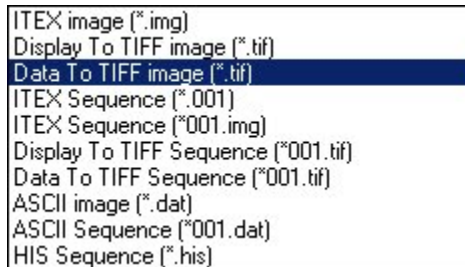 ITEX image (*.img)
Display To TIFF image (*.tif)
Data To TIFF image (*.tif)
ITEX Sequence (*.001)
ITEX Sequence (*001.img)
Display To TIFF Sequence (*001.tif)
Data To TIFF Sequence (*001.tif)
ASCII image (*.dat)
ASCII Sequence (*001.dat)
HIS Sequence (*.his)